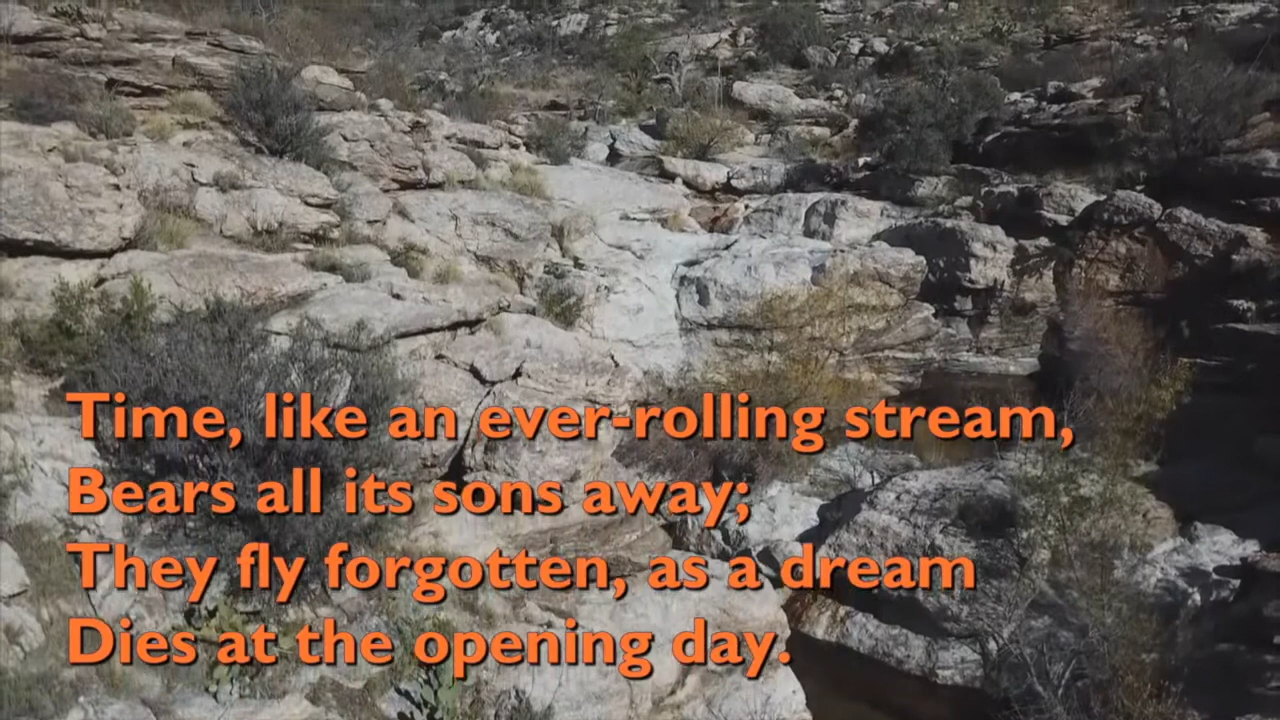 Time, like an ever-rolling stream,
Bears all its sons away;
They fly forgotten, as a dream
Dies at the opening day.